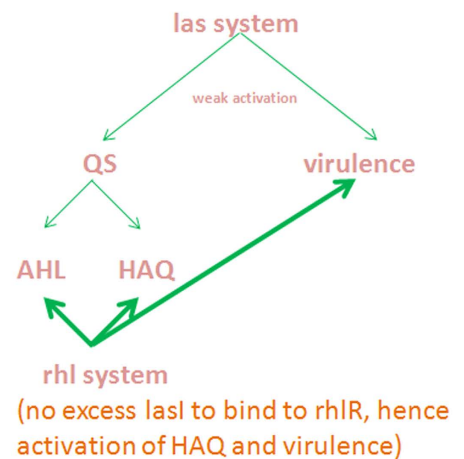 las system
weak activation
QS virulence
AHL HAQ
rhl system
(no excess lasI to bind to rhlR, hence
activation of HAQ and virulence)